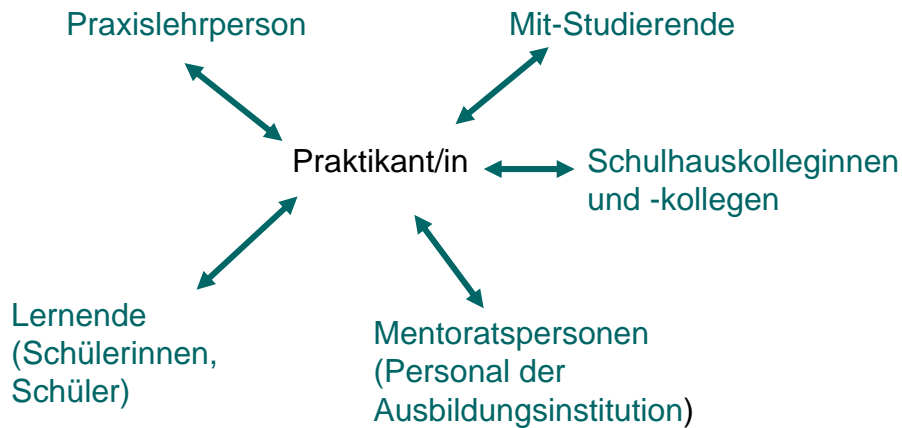 Praxislehrperson
Mit-Studierende
Praktikant/in
Schulhauskolleginnen
und -kollegen
Lernende
(Schülerinnen,
Schüler)
Mentoratspersonen
(Personal der
Ausbildungsinstitution)